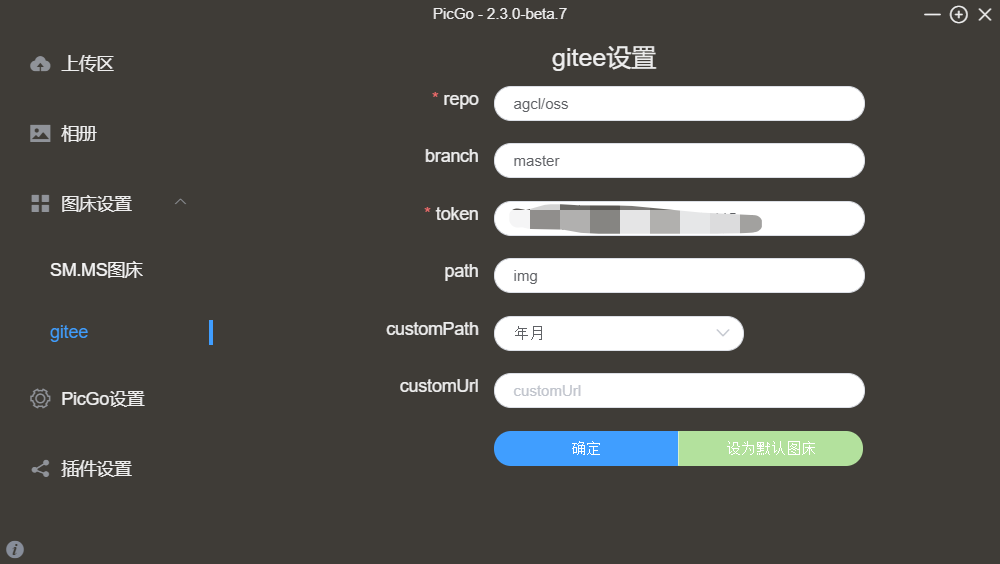 PicGo - 2.3.0-beta.7
上传区
相册
图床设置
SM.MS图床
gitee
PicGo设置
插件设置
gitee设置
* repo
agcl/oss
branch
master
* token
path
img
customPath
年月
customUrl
customUrl
确定
设为默认图床